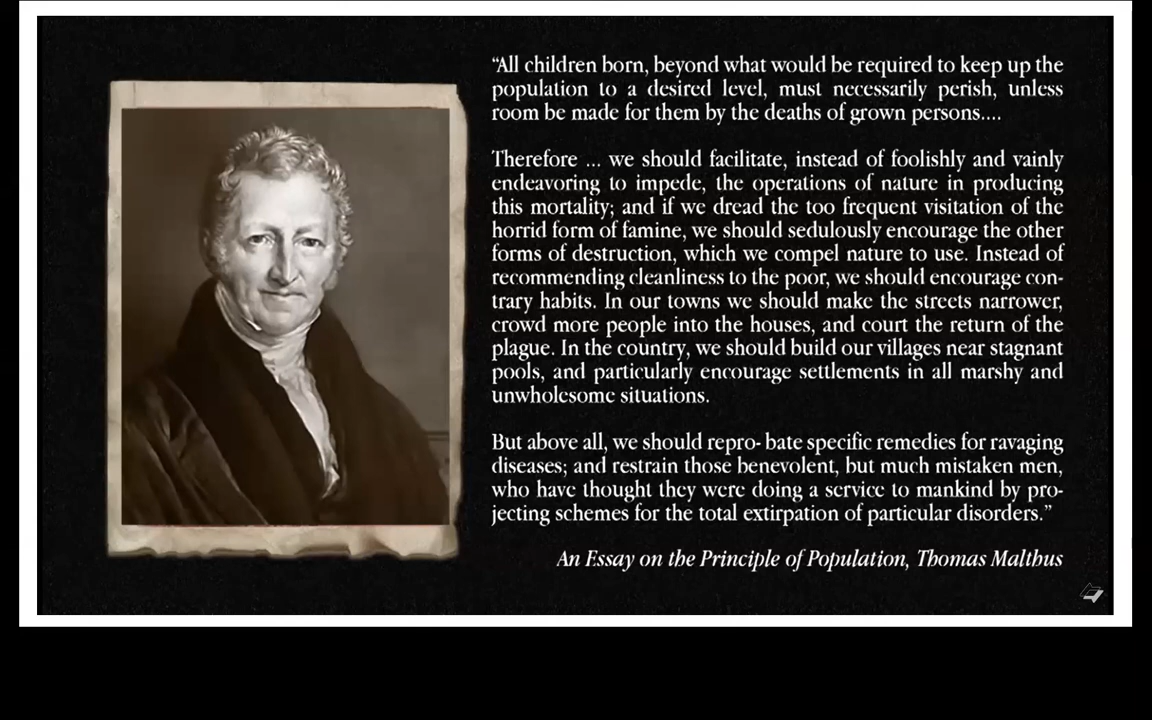 “All children born, beyond what would be required to keep up the
population to a desired level, must necessarily perish, unless
room be made for them by the deaths of grown persons....
Therefore ... we should facilitate, instead of foolishly and vainly
endeavoring to impede, the operations of nature in producing
this mortality; and if we dread the too frequent visitation of the
horrid form of famine, we should sedulously encourage the other
forms of destruction, which we compel nature to use. Instead of
recommending cleanliness to the poor, we should encourage con-
trary habits. In our towns we should make the streets narrower,
crowd more people into the houses, and court the return of the
plague. In the country, we should build our villages near stagnant
pools, and particularly encourage settlements in all marshy and
unwholesome situations.
But above all, we should repro- bate specific remedies for ravaging
diseases; and restrain those benevolent, but much mistaken men,
who have thought they were doing a service to mankind by pro-
jecting schemes for the total extirpation of particular disorders.”
An Essay on the Principle of Population, Thomas Malthus